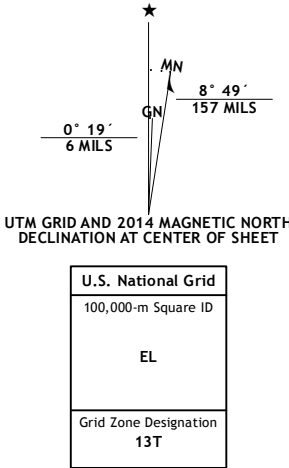 MN
GN
8° 49´
157 MILS
0° 19´
6 MILS
UTM GRID AND 2014 MAGNETIC NORTH
DECLINATION AT CENTER OF SHEET
U.S. National Grid
100,000-m Square ID
EL
Grid Zone Designation
13T